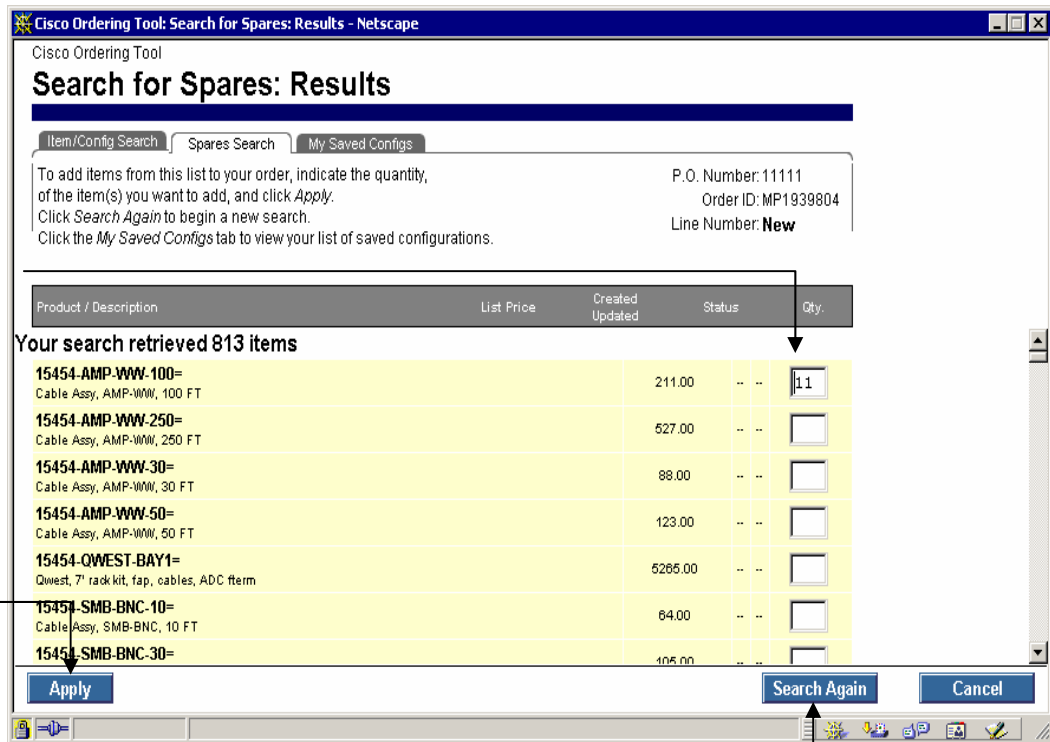 Cisco Ordering Tool: Search for Spares: Results - Netscape
Cisco Ordering Tool
Search for Spares: Results
Item/Config Search Spares Search My Saved Configs
To add items from this list to your order, indicate the quantity,
of the item(s) you want to add, and click Apply.
Click Search Again to begin a new search.
Click the My Saved Configs tab to view your list of saved configurations.
P.O. Number: 11111
Order ID: MP1939804
Line Number: New
Product / Description List Price Created Updated Status Qty.
Your search retrieved 813 items
15454-AMP-WW-100=
Cable Assy, AMP-WW, 100 FT
211.00 -- -- 11
15454-AMP-WW-250=
Cable Assy, AMP-WW, 250 FT
527.00 -- --
15454-AMP-WW-30=
Cable Assy, AMP-WW, 30 FT
88.00 -- --
15454-AMP-WW-50=
Cable Assy, AMP-WW, 50 FT
123.00 -- --
15454-QWEST-BAY1=
Qwest, 7' rack kit, fap, cables, ADC fterm
5265.00 -- --
15454-SMB-BNC-10=
Cable Assy, SMB-BNC, 10 FT
64.00 -- --
15454-SMB-BNC-30=
105.00 -- --
Apply Search Again Cancel